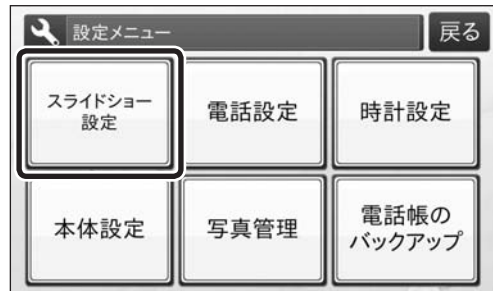 設定メニュー
戻る
スライドショー
設定
電話設定
時計設定
本体設定
写真管理
電話帳の
バックアップ